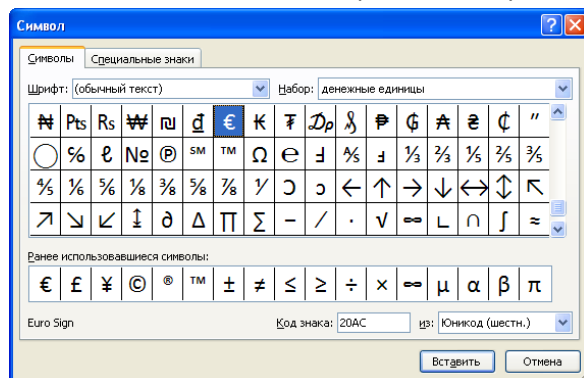 Символ
Символы Специальные знаки
Шрифт: (обычный текст) Набор: денежные единицы
₦ Pts ₨ ₩ ₪ ₫ € ₭ ₮ ₯ ₰ ₱ ₲ ₳ ₴ ₵ ″
◯ ℅ ℓ № ℗ ℠ ™ Ω ℮ Ⅎ ⅍ ⅎ ⅓ ⅔ ⅕ ⅖ ⅗
⅘ ⅙ ⅚ ⅛ ⅜ ⅝ ⅞ ⅟ Ↄ ↄ ← ↑ → ↓ ↔ ↕ ↖
↗ ↘ ↙ ↨ ∂ ∆ ∏ ∑ − ∕ ∙ √ ∞ ∟ ∩ ∫ ≈
Ранее использовавшиеся символы:
€ £ ¥ © ® ™ ± ≠ ≤ ≥ ÷ × ∞ µ α β π
Euro Sign Код знака: 20AC из: Юникод (шестн.)
Вставить Отмена